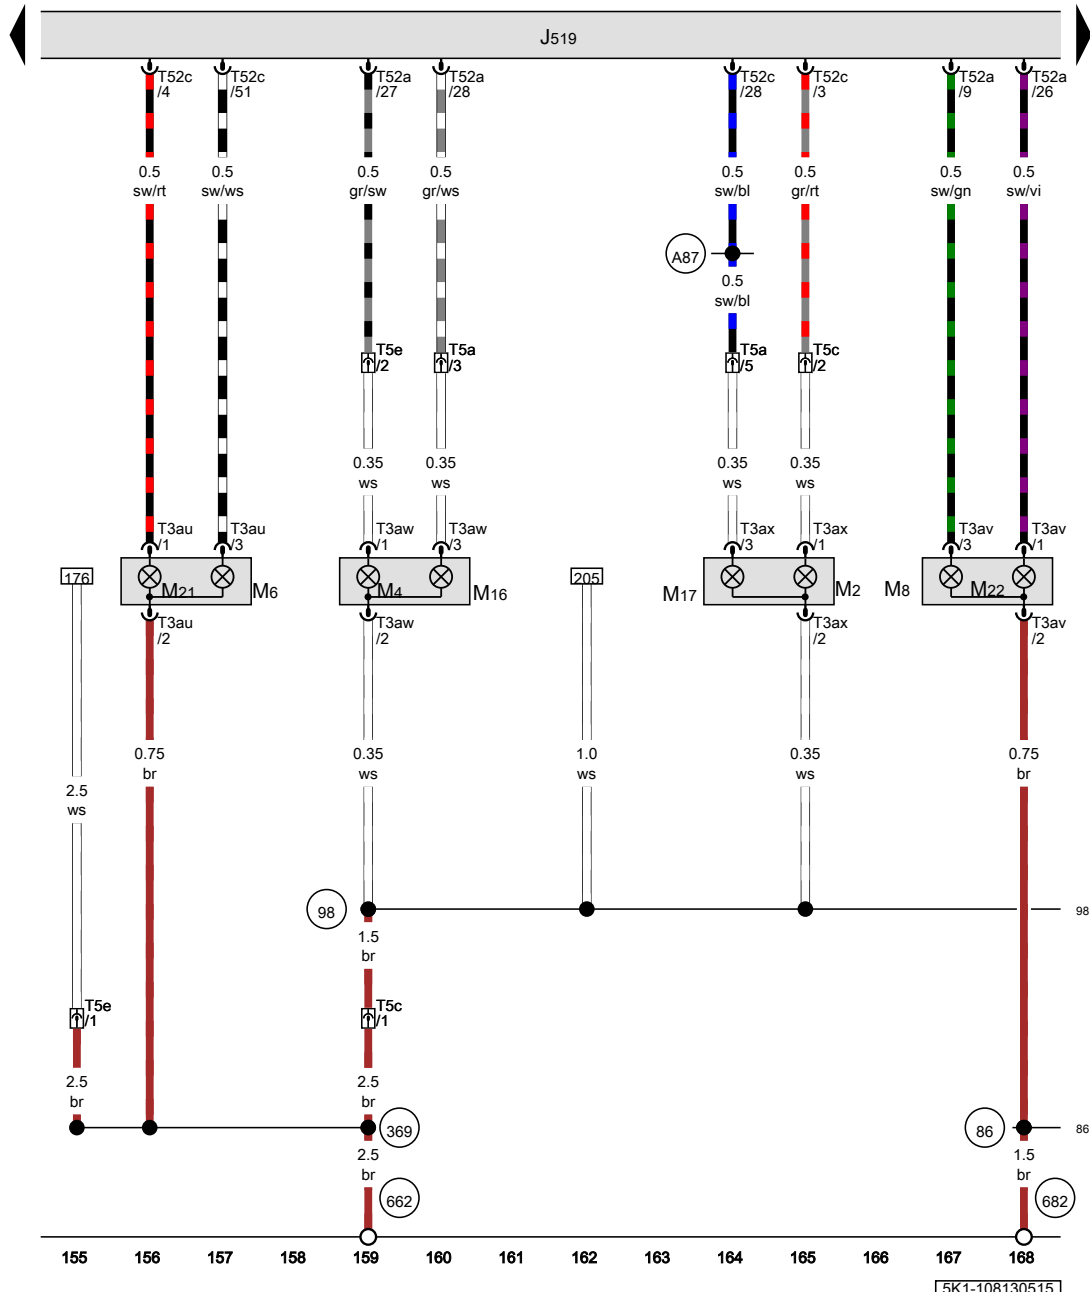 J519
T52c T52c T52a T52a T52c T52c T52a T52a
/4 /51 /27 /28 /28 /3 /9 /26
0.5 0.5 0.5 0.5 0.5 0.5 0.5 0.5
sw/rt sw/ws gr/sw gr/ws sw/bl gr/rt sw/gn sw/vi
A87
0.5
sw/bl
T5e T5a T5a T5c
/2 /3 /5 /2
0.35 0.35 0.35 0.35
ws ws ws ws
T3au T3au T3aw T3aw T3ax T3ax T3av T3av
/1 /3 /1 /3 /3 /1 /3 /1
176 205
M21 M6 M4 M16 M17 M2 M8 M22
T3au T3aw T3ax T3av
/2 /2 /2 /2
0.75 0.35 1.0 0.35 0.75
br ws ws ws br
2.5
ws
98 98
1.5
br
T5e T5c
/1 /1
2.5 2.5
br br
369 86 86
2.5 1.5
br br
662 682
155 156 157 158 159 160 161 162 163 164 165 166 167 168
5K1-108130515